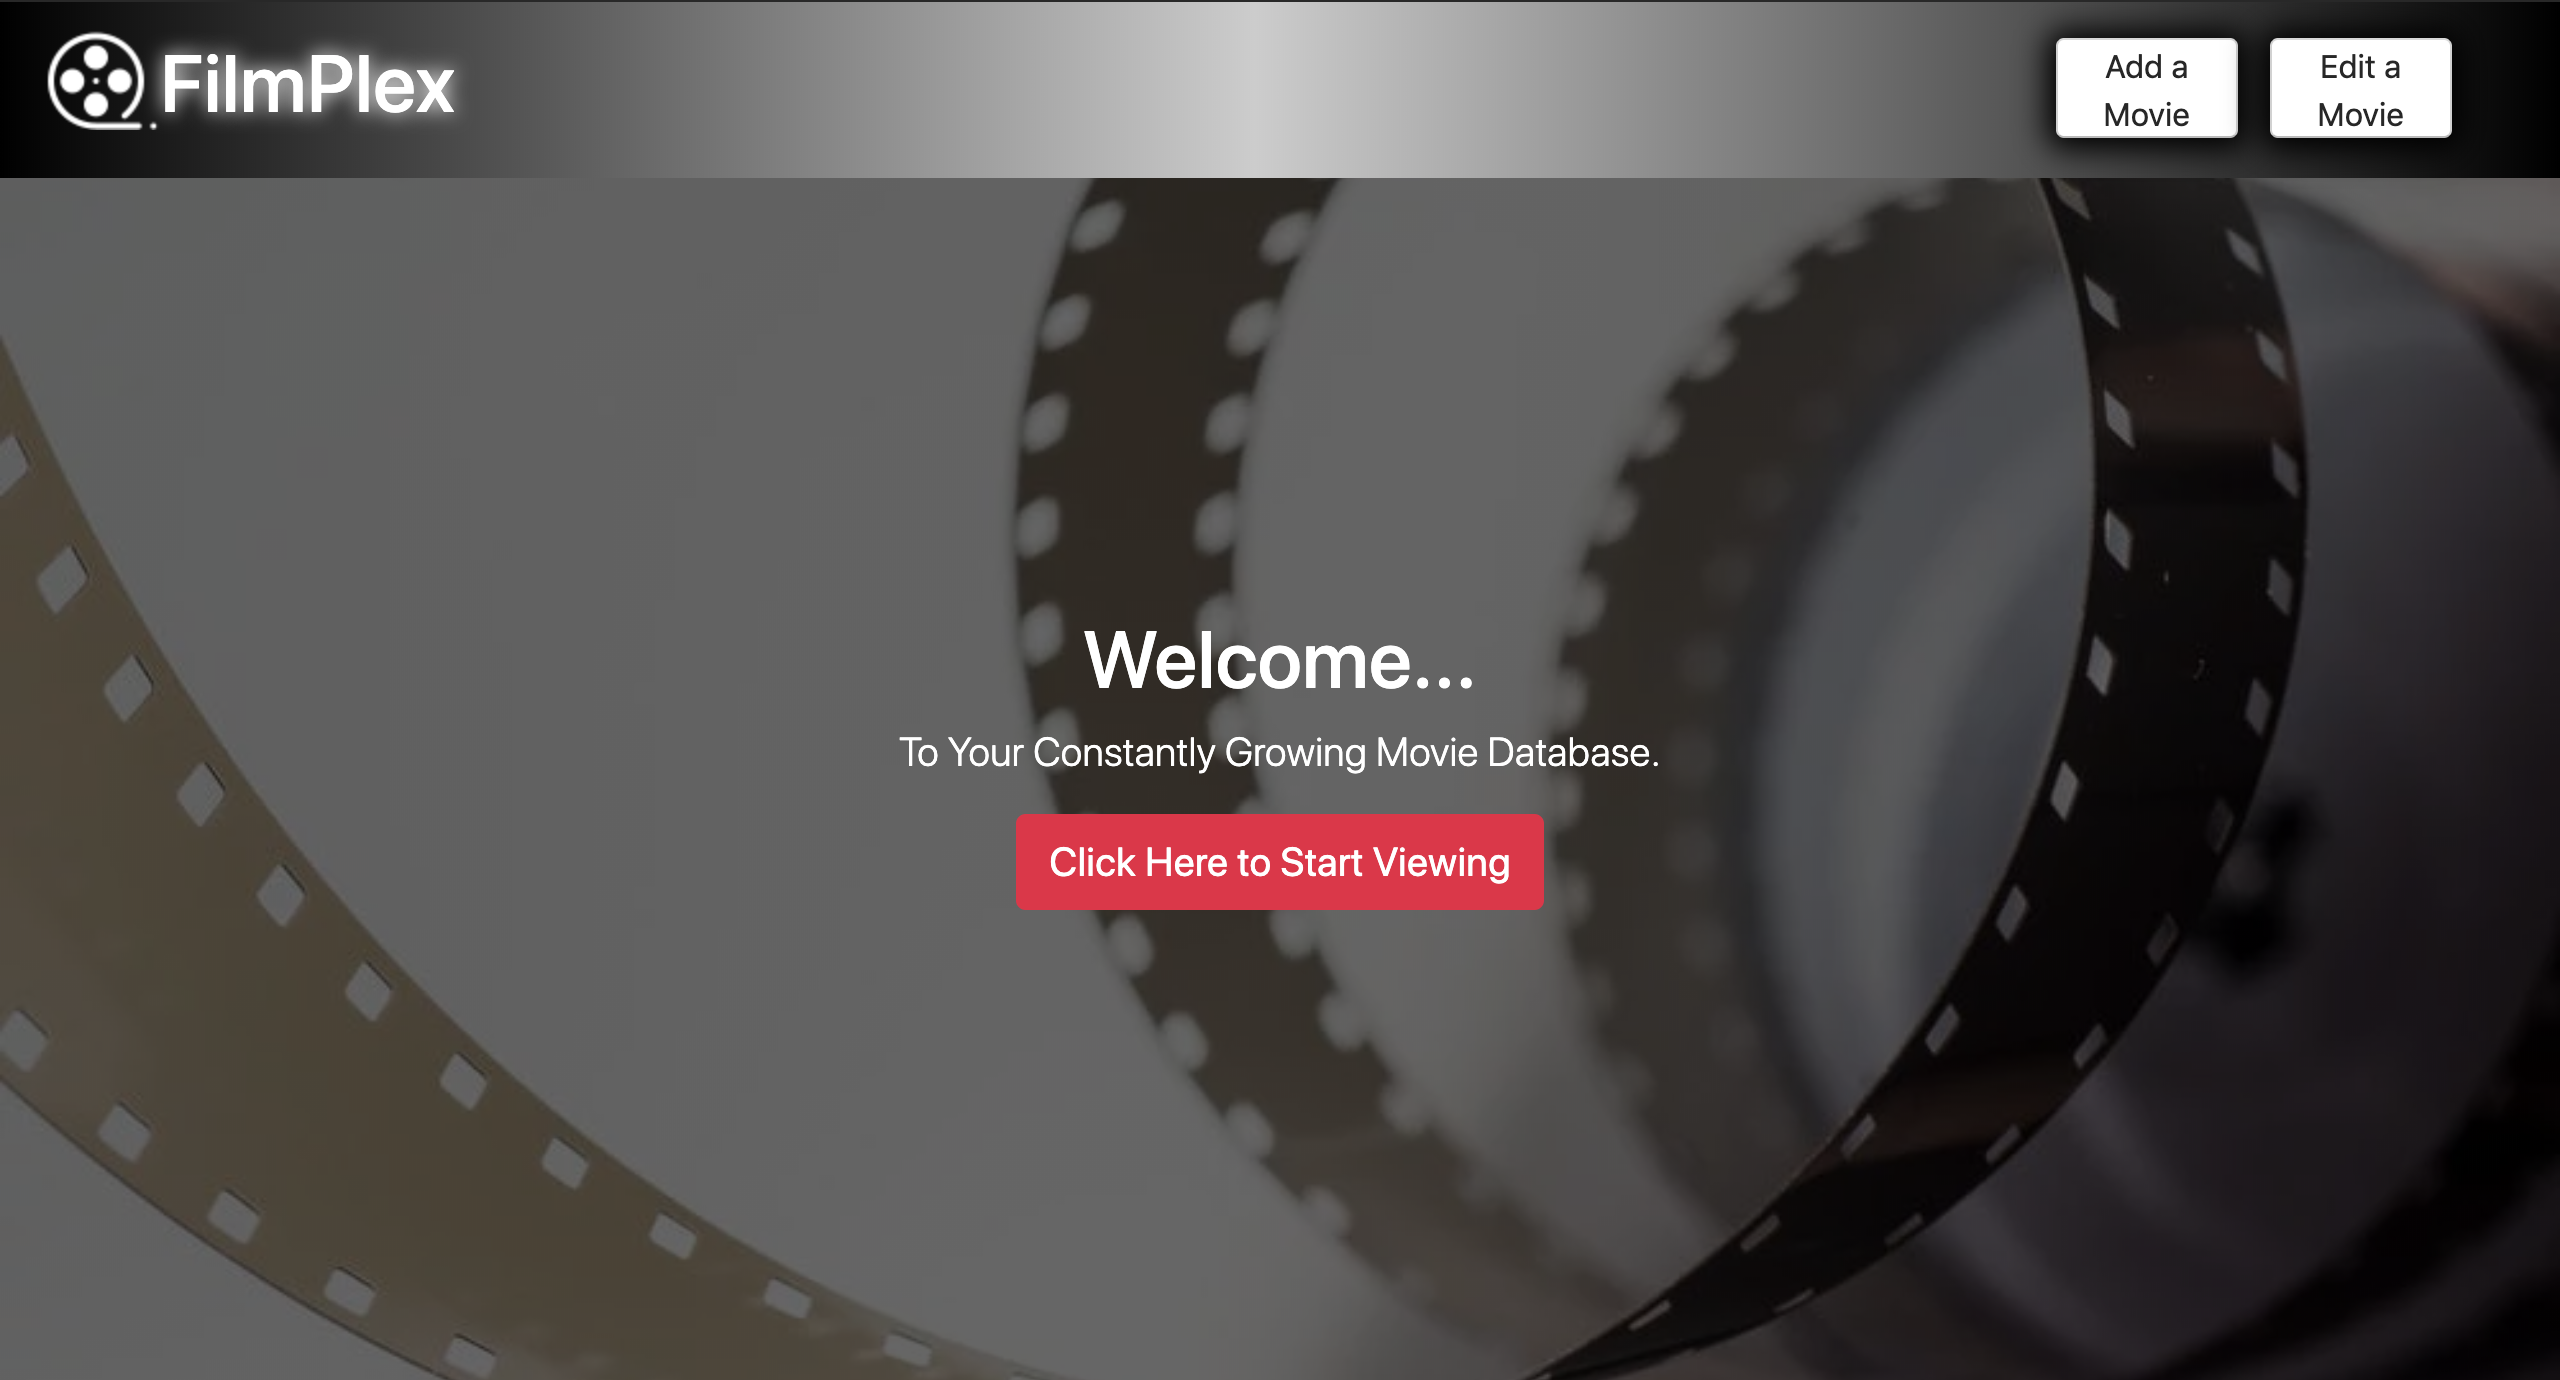 FilmPlex
Add a
Movie
Edit a
Movie
Welcome...
To Your Constantly Growing Movie Database.
Click Here to Start Viewing